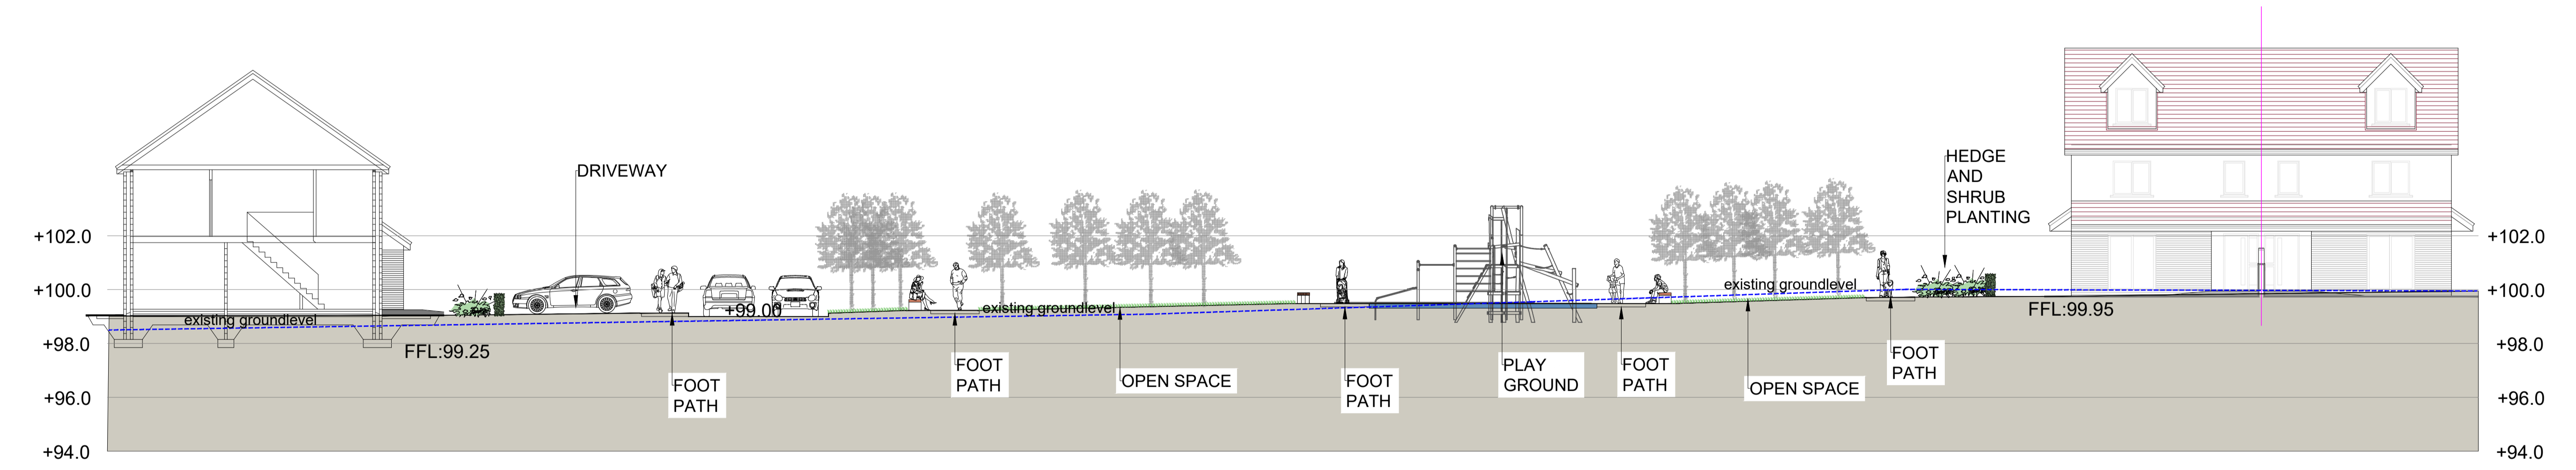 DRIVEWAY
HEDGE
AND
SHRUB
PLANTING
+102.0
+102.0
+100.0
existing groundlevel
+100.0
+99.00
existing groundlevel
existing groundlevel
FFL:99.95
+98.0
FFL:99.25
+98.0
FOOT
PATH
FOOT
PATH
OPEN SPACE
FOOT
PATH
PLAY
GROUND
FOOT
PATH
OPEN SPACE
FOOT
PATH
+96.0
+96.0
+94.0
+94.0